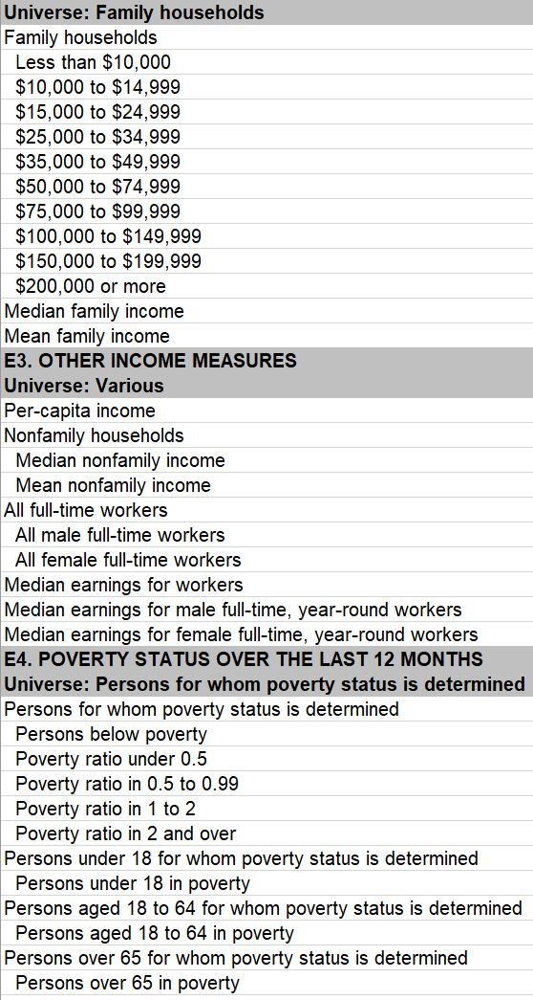 Universe: Family households
Family households
Less than $10,000
$10,000 to $14,999
$15,000 to $24,999
$25,000 to $34,999
$35,000 to $49,999
$50,000 to $74,999
$75,000 to $99,999
$100,000 to $149,999
$150,000 to $199,999
$200,000 or more
Median family income
Mean family income
E3. OTHER INCOME MEASURES
Universe: Various
Per-capita income
Nonfamily households
Median nonfamily income
Mean nonfamily income
All full-time workers
All male full-time workers
All female full-time workers
Median earnings for workers
Median earnings for male full-time, year-round workers
Median earnings for female full-time, year-round workers
E4. POVERTY STATUS OVER THE LAST 12 MONTHS
Universe: Persons for whom poverty status is determined
Persons for whom poverty status is determined
Persons below poverty
Poverty ratio under 0.5
Poverty ratio in 0.5 to 0.99
Poverty ratio in 1 to 2
Poverty ratio in 2 and over
Persons under 18 for whom poverty status is determined
Persons under 18 in poverty
Persons aged 18 to 64 for whom poverty status is determined
Persons aged 18 to 64 in poverty
Persons over 65 for whom poverty status is determined
Persons over 65 in poverty